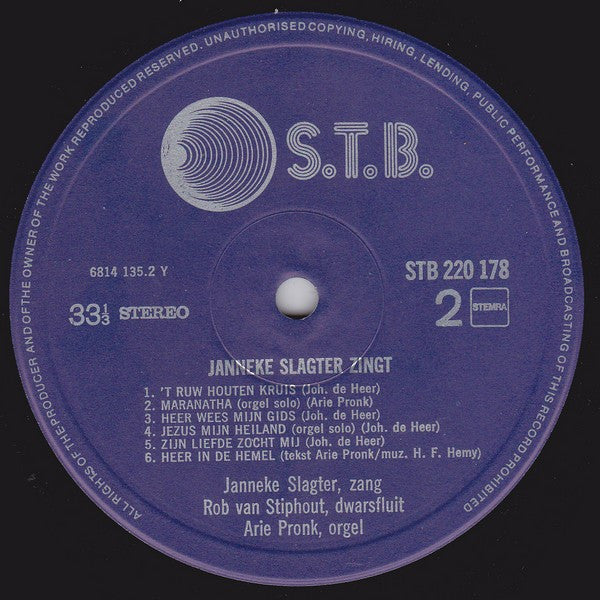 ALL RIGHTS OF THE PRODUCER AND OF THE OWNER OF THE WORK REPRODUCED RESERVED. UNAUTHORISED COPYING, HIRING, LENDING, PUBLIC PERFORMANCE AND BROADCASTING OF THIS RECORD PROHIBITED
S.T.B.
6814 135.2 Y
STB 220 178
33⅓ STEREO
2 STEMRA
JANNEKE SLAGTER ZINGT
1. 'T RUW HOUTEN KRUIS (Joh. de Heer)
2. MARANATHA (orgel solo) (Arie Pronk)
3. HEER WEES MIJN GIDS (Joh. de Heer)
4. JEZUS MIJN HEILAND (orgel solo) (Joh. de Heer)
5. ZIJN LIEFDE ZOCHT MIJ (Joh. de Heer)
6. HEER IN DE HEMEL (tekst Arie Pronk/muz. H. F. Hemy)
Janneke Slagter, zang
Rob van Stiphout, dwarsfluit
Arie Pronk, orgel